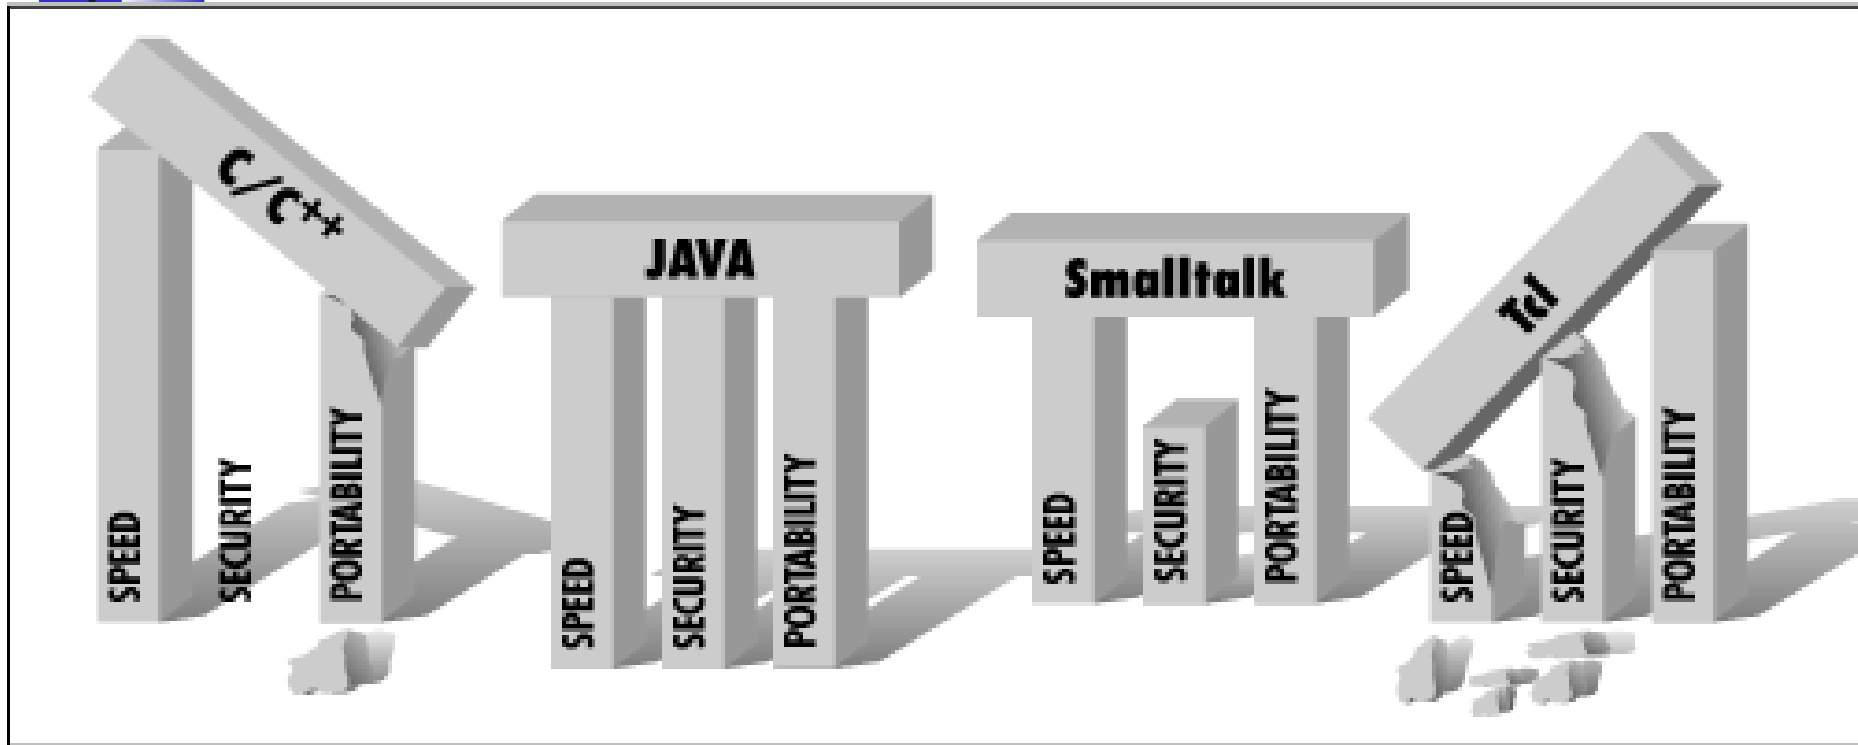 C/C++
SPEED
SECURITY
PORTABILITY
JAVA
SPEED
SECURITY
PORTABILITY
Smalltalk
SPEED
SECURITY
PORTABILITY
Tcl
SPEED
SECURITY
PORTABILITY